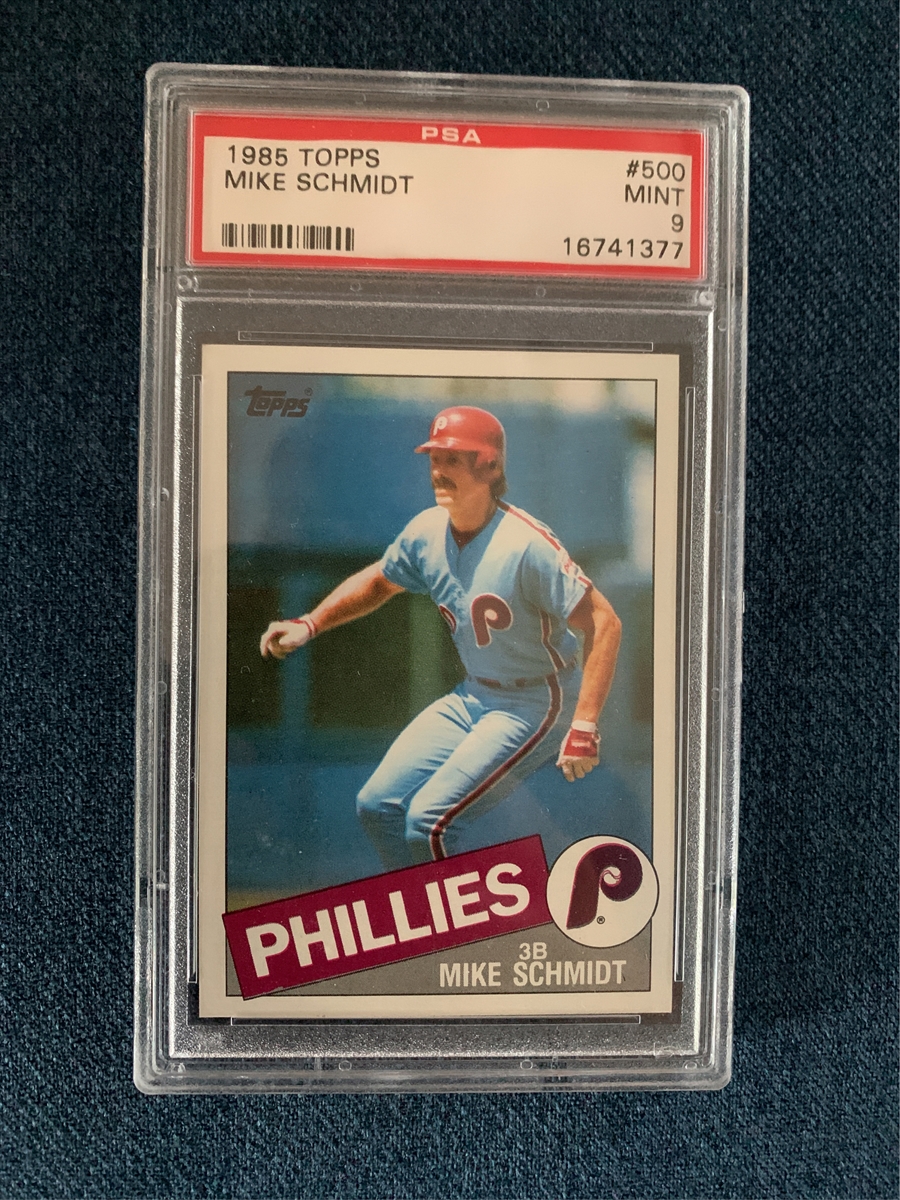 PSA
1985 TOPPS #500
MIKE SCHMIDT MINT
9
16741377
Topps®
P
P
PHILLIES
P®
3B
MIKE SCHMIDT